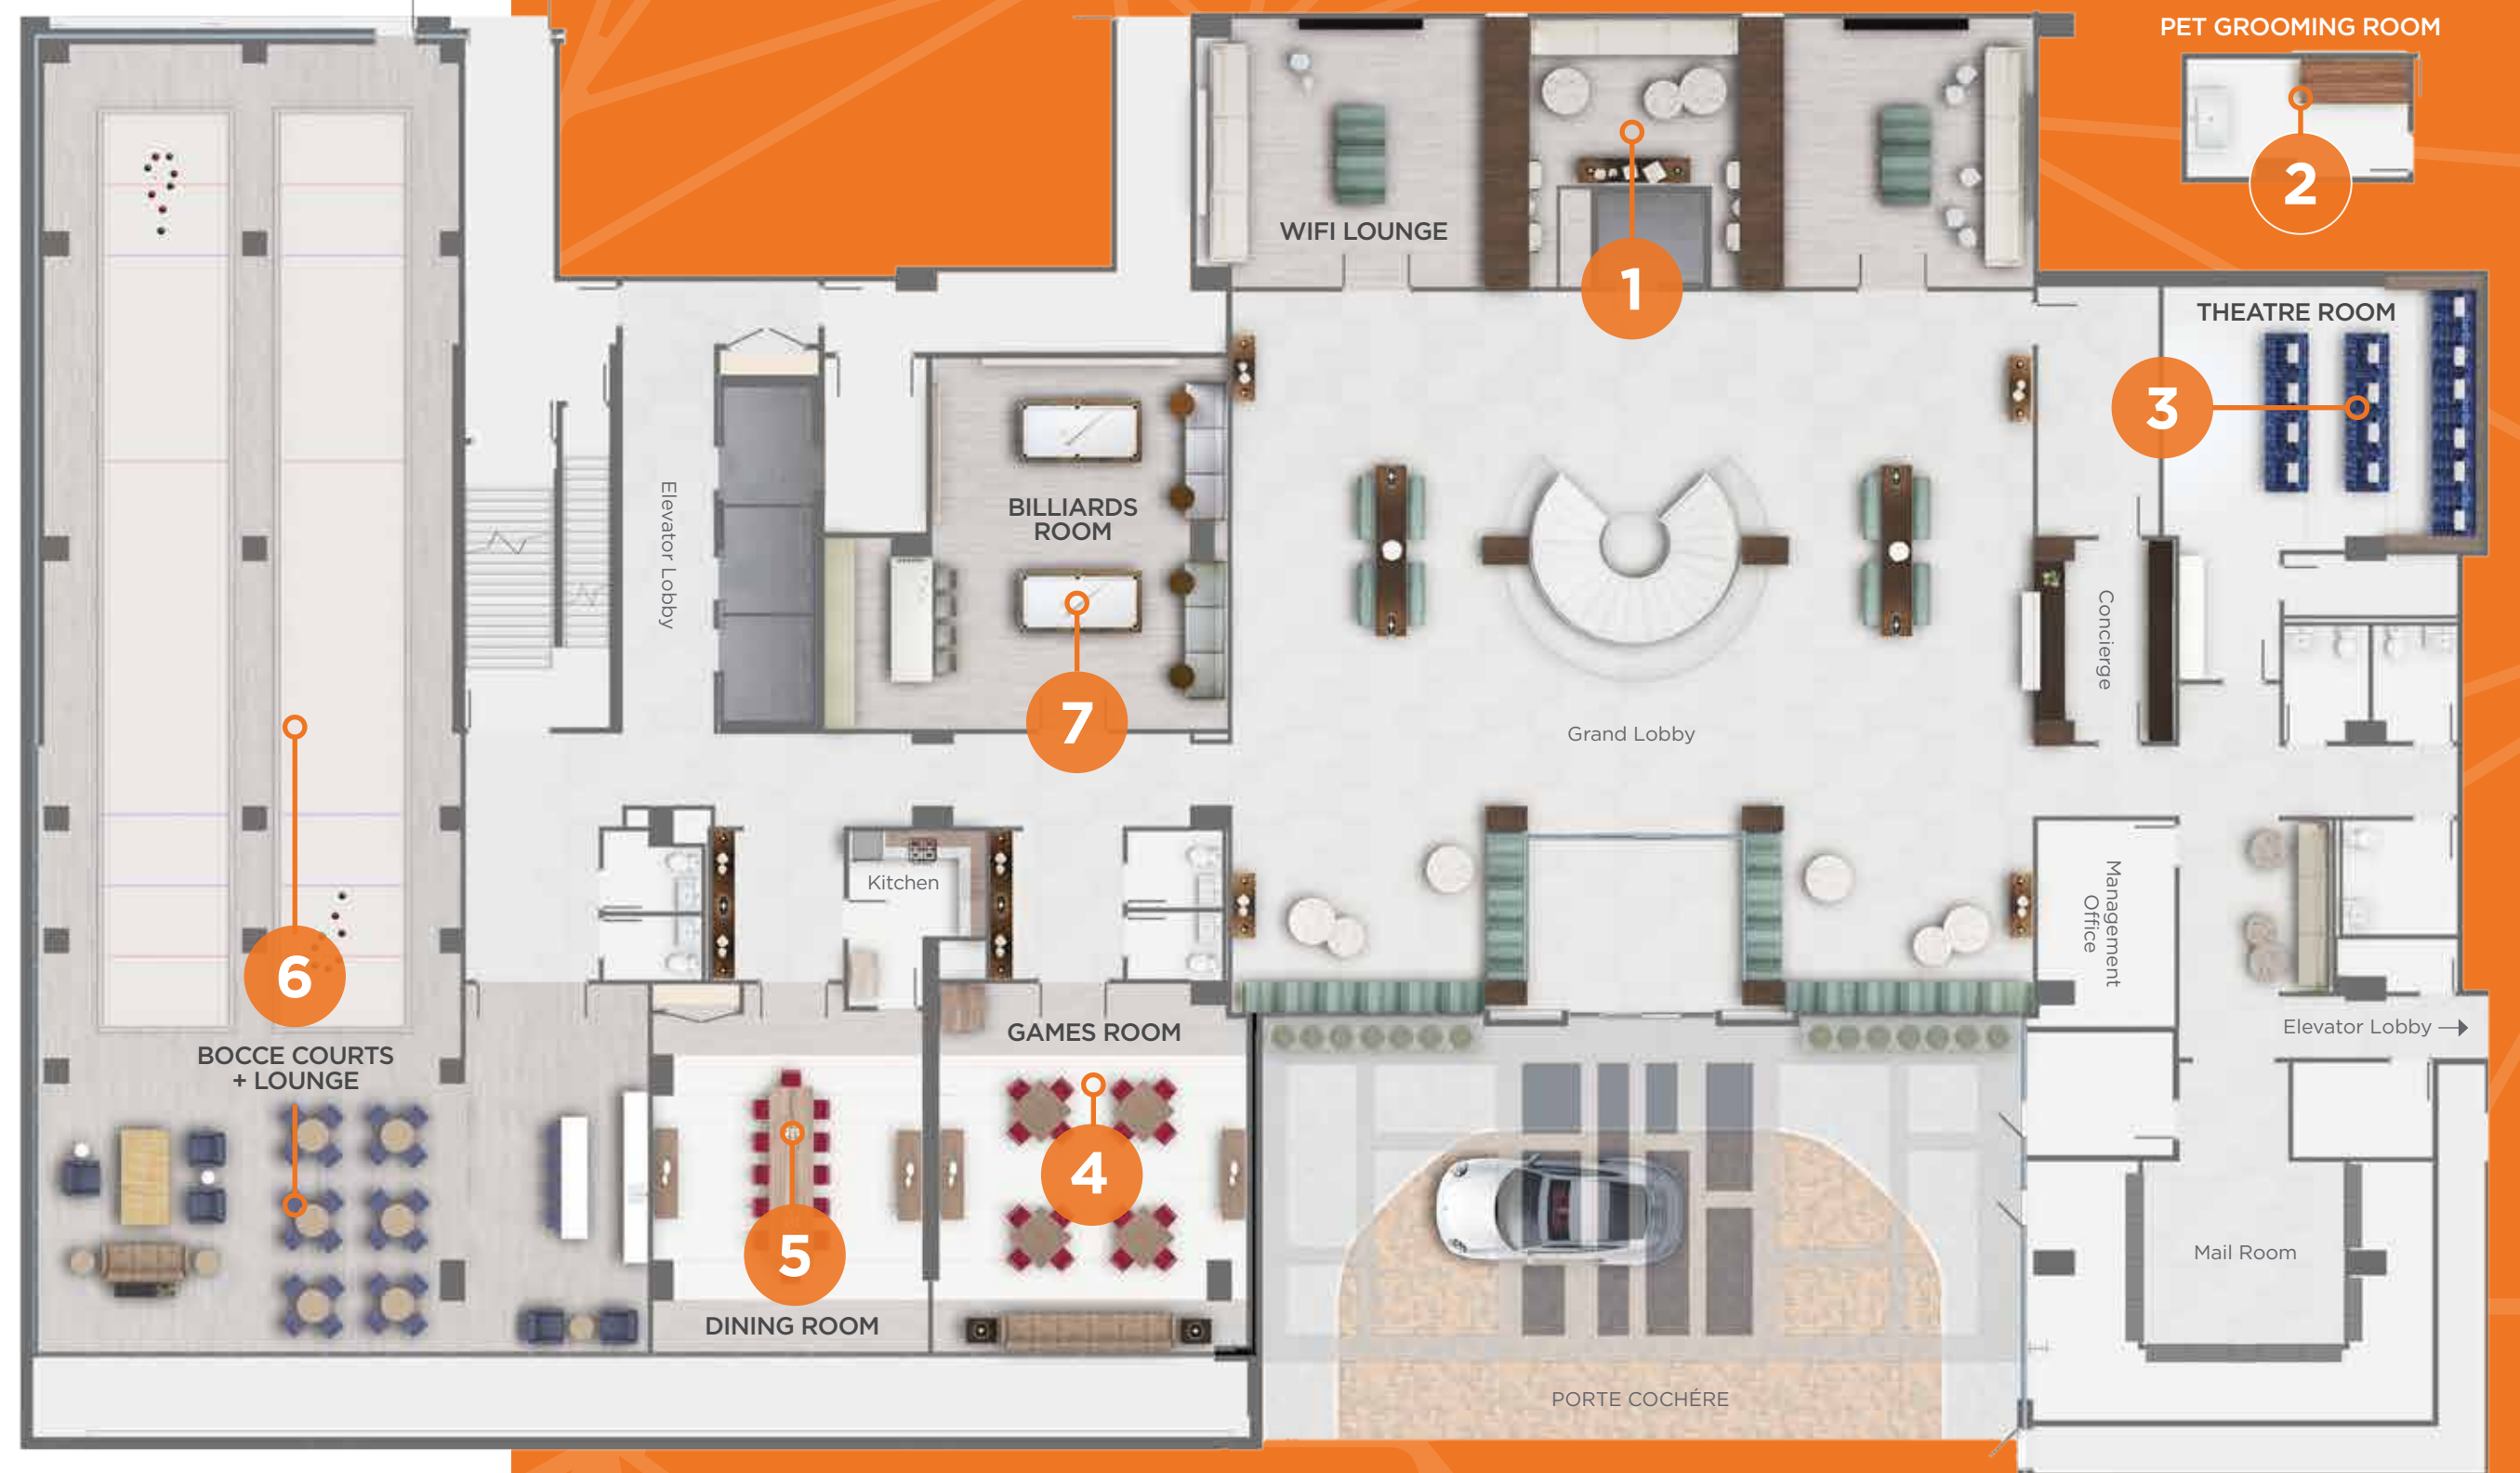 PET GROOMING ROOM
2
WIFI LOUNGE
1
THEATRE ROOM
3
BILLIARDS
ROOM
7
Elevator Lobby
Concierge
Grand Lobby
Kitchen
Management
Office
6
BOCCE COURTS
+ LOUNGE
GAMES ROOM
4
5
DINING ROOM
Elevator Lobby →
Mail Room
PORTE COCHÉRE